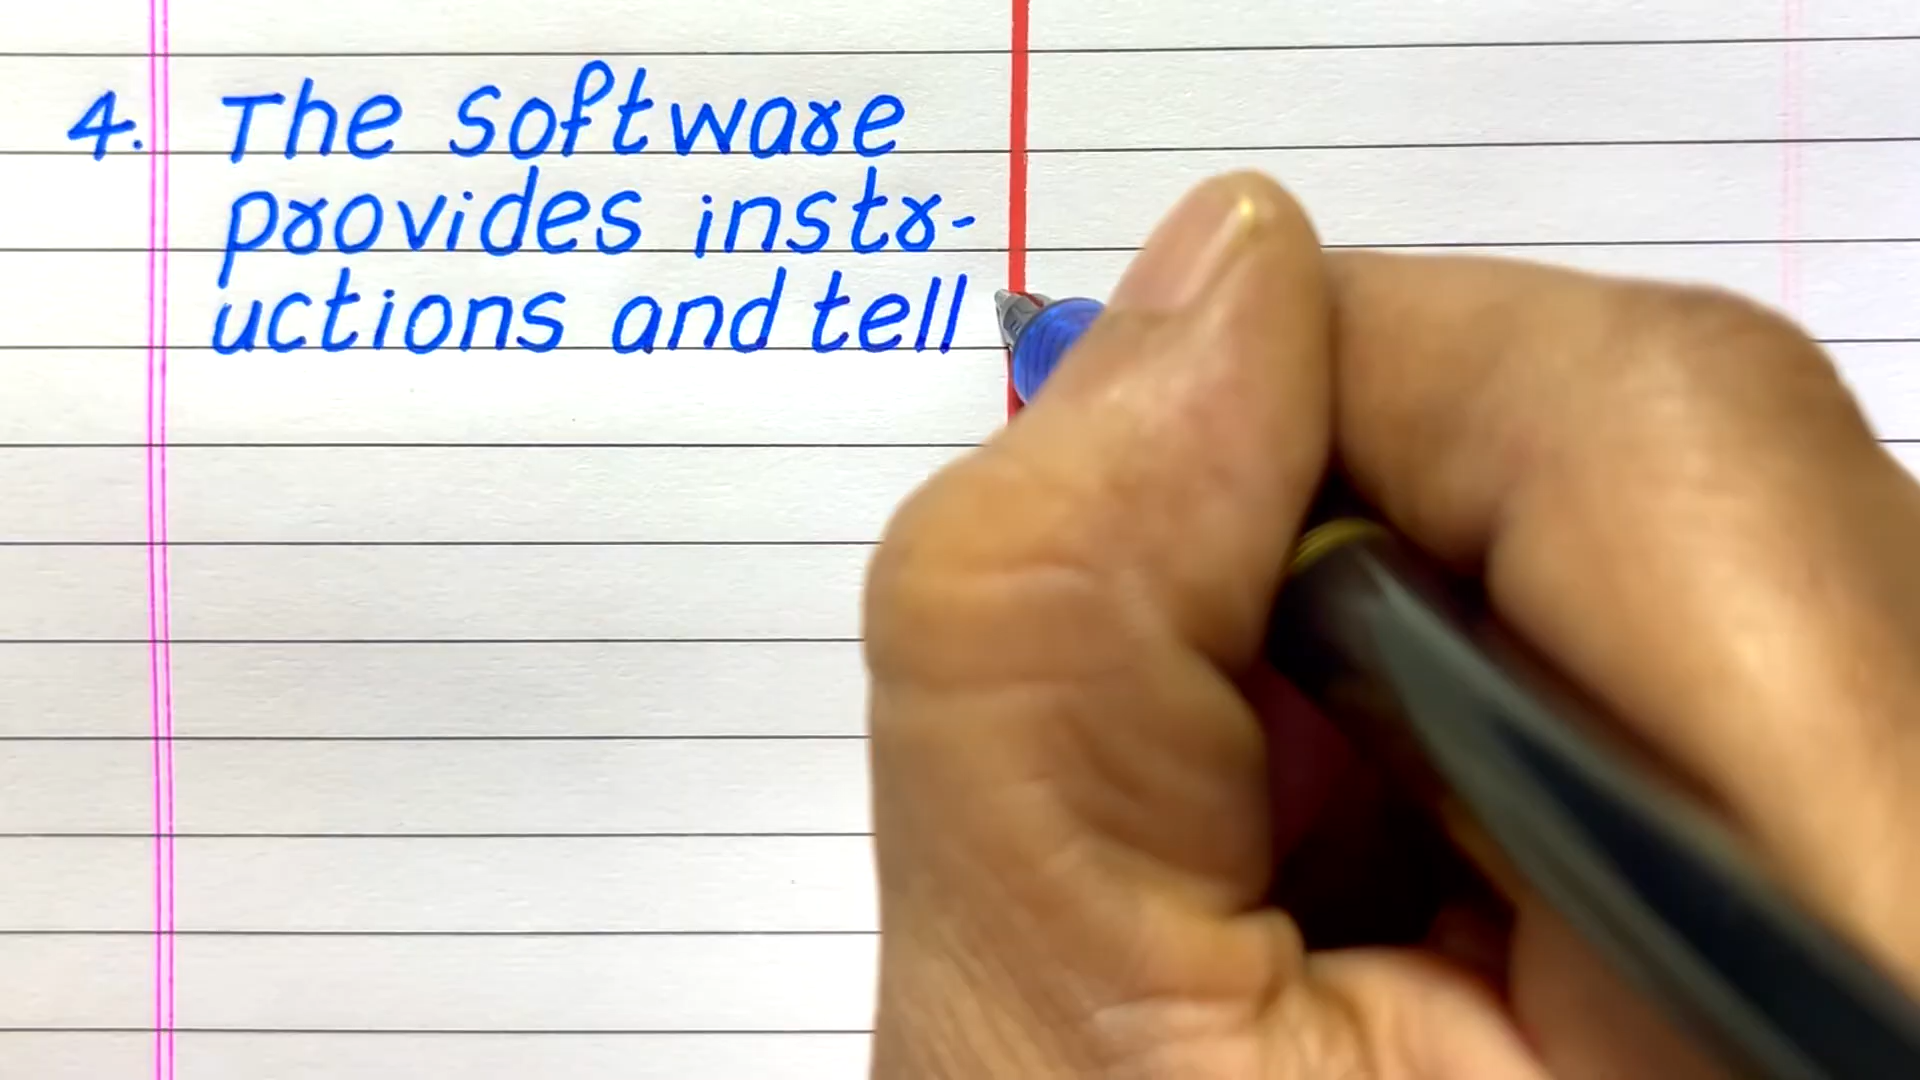 4. The Software
provides instr-
uctions and tell